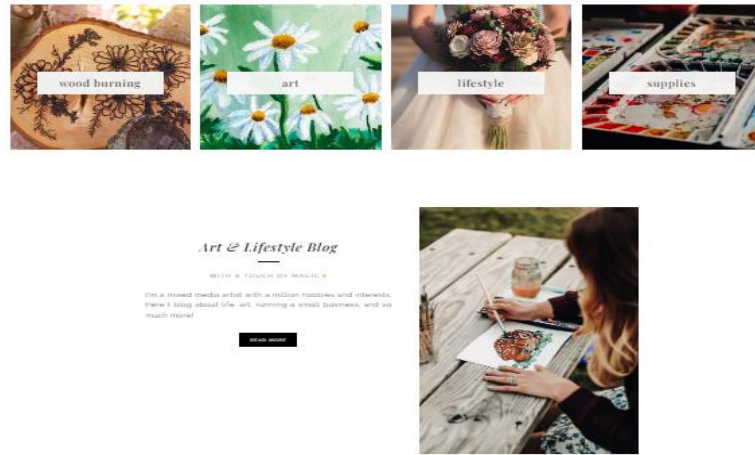 wood burning
art
lifestyle
supplies
Art & Lifestyle Blog
WITH A TOUCH OF MAGIC
I'm a mixed media artist with a million hobbies and interests.
Here I blog about life, art, running a small business, and so
much more!
READ MORE